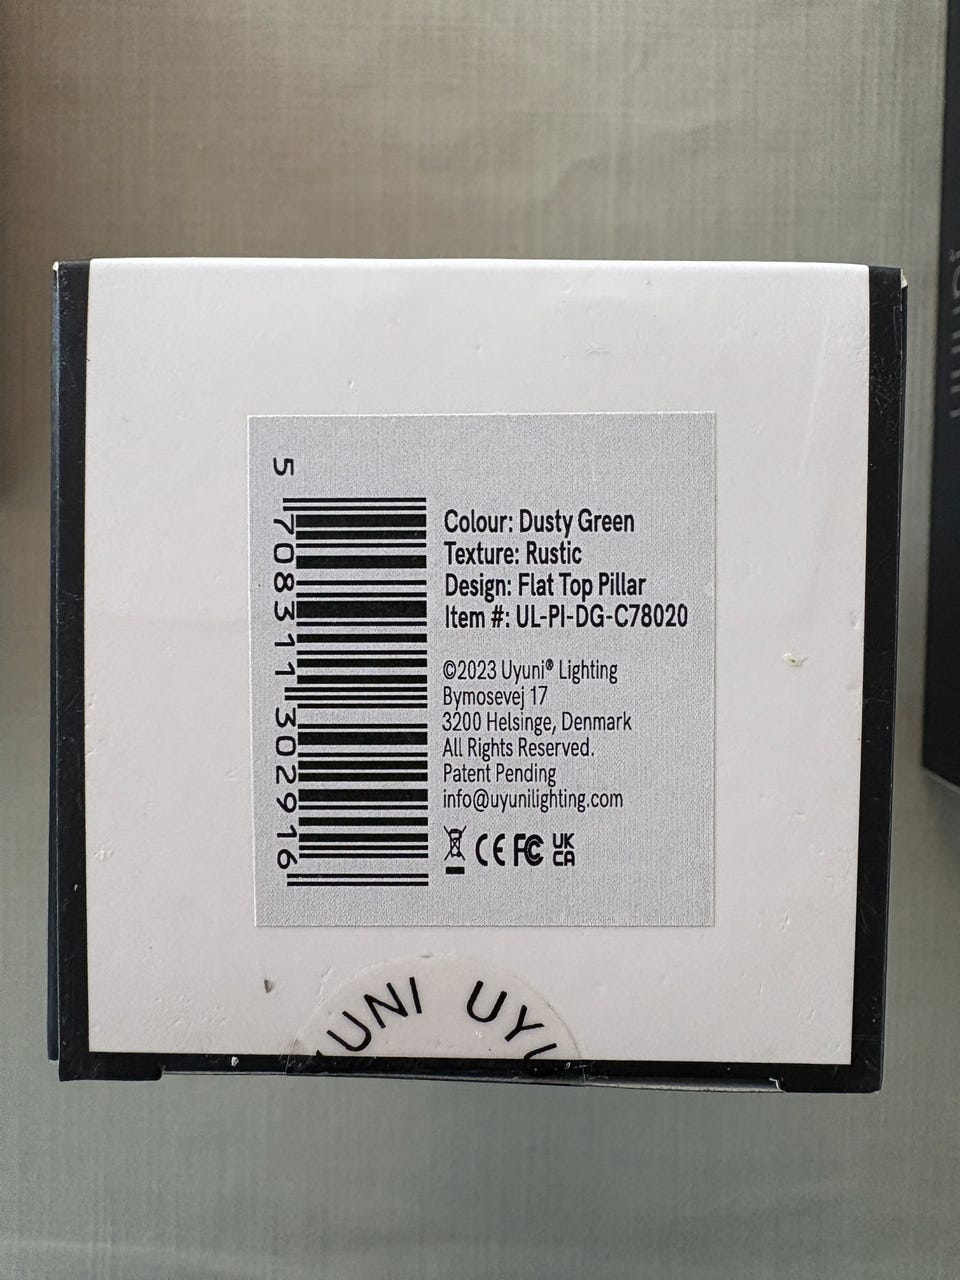 5 708311 302916
Colour: Dusty Green
Texture: Rustic
Design: Flat Top Pillar
Item #: UL-PI-DG-C78020
©2023 Uyuni® Lighting
Bymosevej 17
3200 Helsinge, Denmark
All Rights Reserved.
Patent Pending
info@uyunilighting.com
CE FC UK
CA
UNI UYU